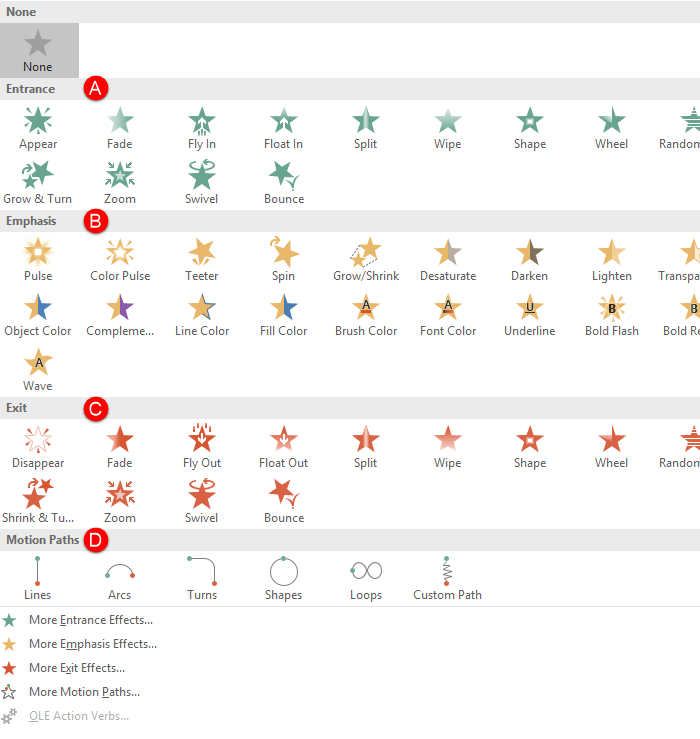 None
None
Entrance A
Appear Fade Fly In Float In Split Wipe Shape Wheel Random
Grow & Turn Zoom Swivel Bounce
Emphasis B
Pulse Color Pulse Teeter Spin Grow/Shrink Desaturate Darken Lighten Transpa
Object Color Compleme... Line Color Fill Color Brush Color Font Color Underline Bold Flash Bold Re
Wave
Exit C
Disappear Fade Fly Out Float Out Split Wipe Shape Wheel Random
Shrink & Tu... Zoom Swivel Bounce
Motion Paths D
Lines Arcs Turns Shapes Loops Custom Path
More Entrance Effects...
More Emphasis Effects...
More Exit Effects...
More Motion Paths...
OLE Action Verbs...